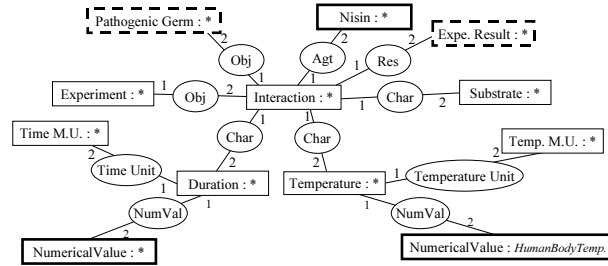 Nisin : *
Pathogenic Germ : *
2
2
2
Expe. Result : *
Obj
Agt
Res
1
1
1
Experiment : *
1
Obj
2
Interaction : *
1
Char
2
Substrate : *
1
1
Time M.U. : *
Char
Char
Temp. M.U. : *
2
2
2
2
Time Unit
1
Duration : *
Temperature : *
1
Temperature Unit
1
1
NumVal
NumVal
2
2
NumericalValue : *
NumericalValue : HumanBodyTemp.